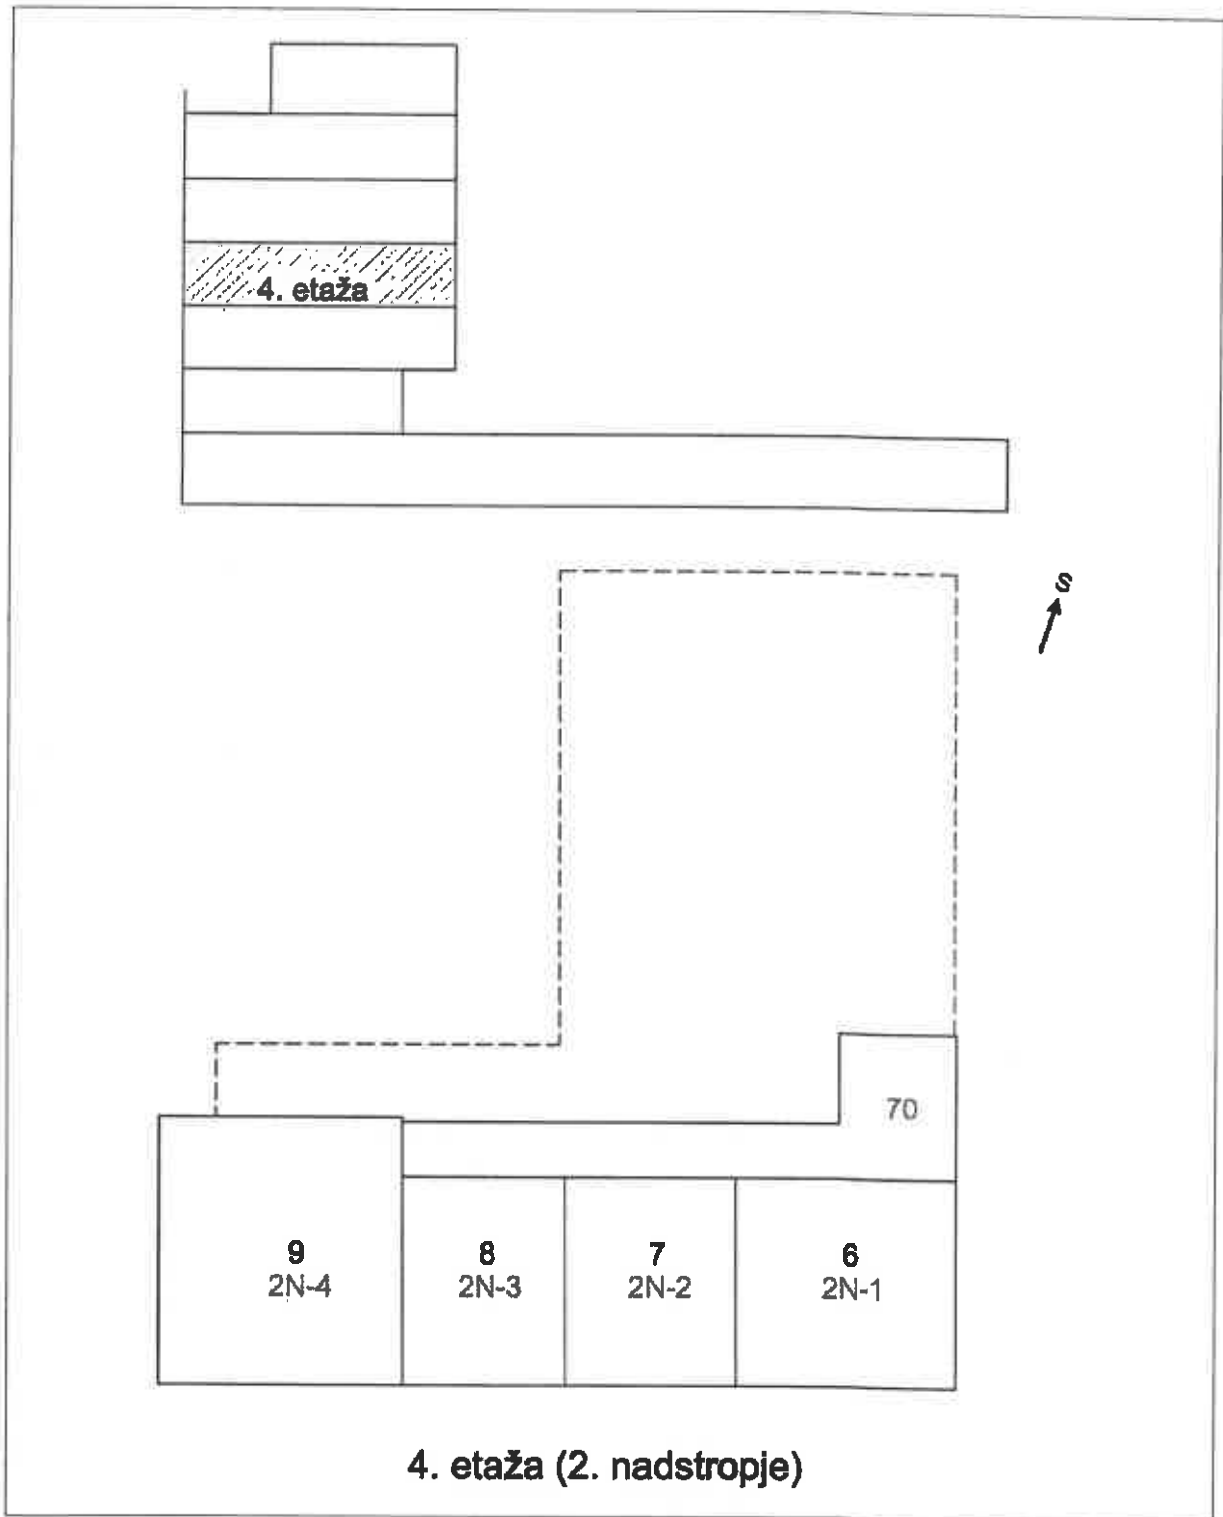 4. etaža
S
70
9
2N-4
8
2N-3
7
2N-2
6
2N-1
4. etaža (2. nadstropje)